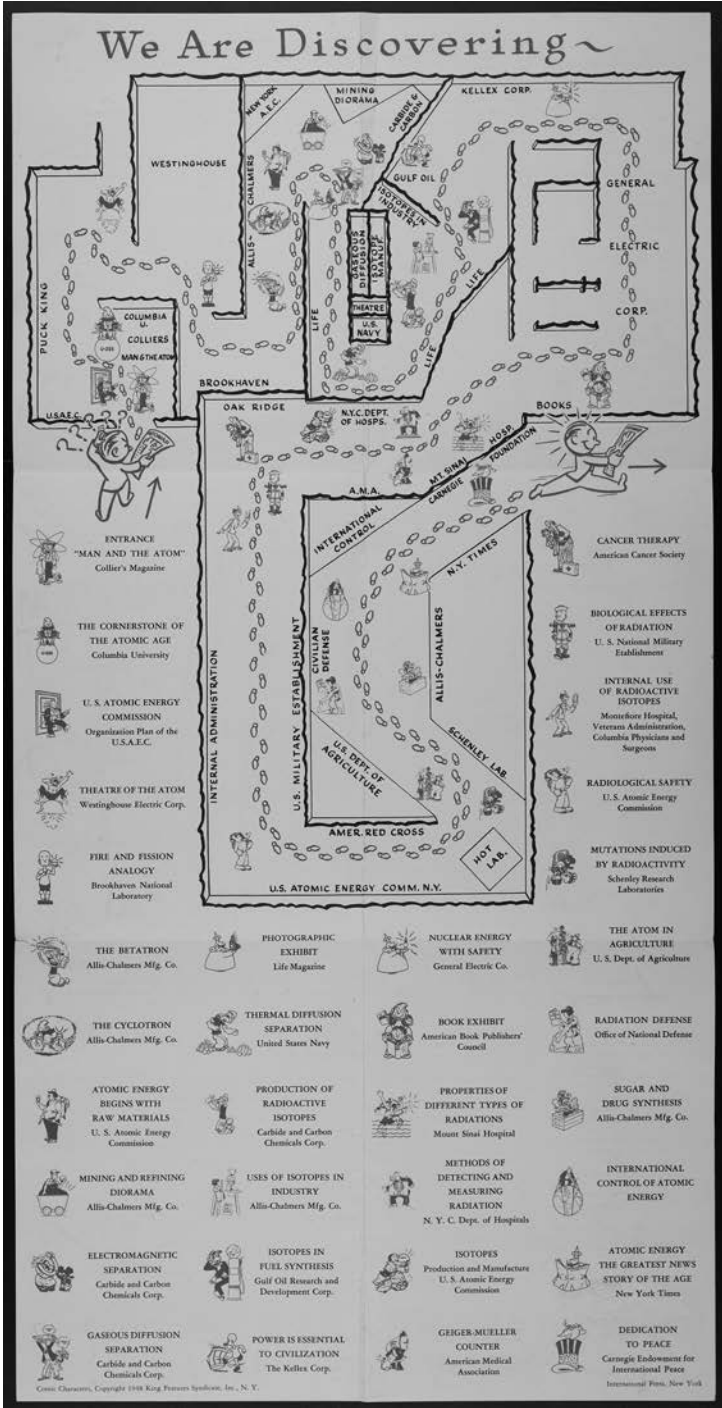 We Are Discovering~
NEW YORK
A.E.C.
MINING
DIORAMA
CARBIDE &
CARBON
KELLEX CORP.
WESTINGHOUSE
ALLIS-
CHALMERS
GULF OIL
ISOTOPES IN
INDUSTRY
GENERAL
ELECTRIC
CORP.
GASEOUS
DIFFUSION
ISOTOPE
MANUF.
THEATRE
U.S.
NAVY
LIFE
LIFE
LIFE
PUCK KING
COLUMBIA
U.
COLLIERS
MAN & THE ATOM
U-235
U.S.A.E.C.
BROOKHAVEN
OAK RIDGE
N.Y.C. DEPT.
OF HOSPS.
BOOKS
MT. SINAI HOSP.
CARNEGIE FOUNDATION
A.M.A.
INTERNATIONAL
CONTROL
N.Y. TIMES
CIVILIAN
DEFENSE
ALLIS-CHALMERS
INTERNAL ADMINISTRATION
U.S. MILITARY ESTABLISHMENT
U.S. DEPT. OF
AGRICULTURE
SCHENLEY LAB.
AMER. RED CROSS
HOT
LAB.
U.S. ATOMIC ENERGY COMM. N.Y.
ENTRANCE
"MAN AND THE ATOM"
Collier's Magazine
THE CORNERSTONE OF
THE ATOMIC AGE
Columbia University
U-235
U. S. ATOMIC ENERGY
COMMISSION
Organization Plan of the
U.S.A.E.C.
THEATRE OF THE ATOM
Westinghouse Electric Corp.
FIRE AND FISSION
ANALOGY
Brookhaven National
Laboratory
CANCER THERAPY
American Cancer Society
BIOLOGICAL EFFECTS
OF RADIATION
U. S. National Military
Etablishment
INTERNAL USE
OF RADIOACTIVE
ISOTOPES
Montefiore Hospital,
Veterans Administration,
Columbia Physicians and
Surgeons
RADIOLOGICAL SAFETY
U. S. Atomic Energy
Commission
MUTATIONS INDUCED
BY RADIOACTIVITY
Schenley Research
Laboratories
THE BETATRON
Allis-Chalmers Mfg. Co.
THE CYCLOTRON
Allis-Chalmers Mfg. Co.
ATOMIC ENERGY
BEGINS WITH
RAW MATERIALS
U. S. Atomic Energy
Commission
MINING AND REFINING
DIORAMA
Allis-Chalmers Mfg. Co.
ELECTROMAGNETIC
SEPARATION
Carbide and Carbon
Chemicals Corp.
GASEOUS DIFFUSION
SEPARATION
Carbide and Carbon
Chemicals Corp.
PHOTOGRAPHIC
EXHIBIT
Life Magazine
THERMAL DIFFUSION
SEPARATION
United States Navy
PRODUCTION OF
RADIOACTIVE
ISOTOPES
Carbide and Carbon
Chemicals Corp.
USES OF ISOTOPES IN
INDUSTRY
Allis-Chalmers Mfg. Co.
ISOTOPES IN
FUEL SYNTHESIS
Gulf Oil Research and
Development Corp.
POWER IS ESSENTIAL
TO CIVILIZATION
The Kellex Corp.
NUCLEAR ENERGY
WITH SAFETY
General Electric Co.
BOOK EXHIBIT
American Book Publishers'
Council
PROPERTIES OF
DIFFERENT TYPES OF
RADIATIONS
Mount Sinai Hospital
METHODS OF
DETECTING AND
MEASURING
RADIATION
N. Y. C. Dept. of Hospitals
ISOTOPES
Production and Manufacture
U. S. Atomic Energy
Commission
GEIGER-MUELLER
COUNTER
American Medical
Association
THE ATOM IN
AGRICULTURE
U. S. Dept. of Agriculture
RADIATION DEFENSE
Office of National Defense
SUGAR AND
DRUG SYNTHESIS
Allis-Chalmers Mfg. Co.
INTERNATIONAL
CONTROL OF ATOMIC
ENERGY
ATOMIC ENERGY
THE GREATEST NEWS
STORY OF THE AGE
New York Times
DEDICATION
TO PEACE
Carnegie Endowment for
International Peace
Comic Characters, Copyright 1948 King Features Syndicate, Inc., N. Y.
International Press, New York